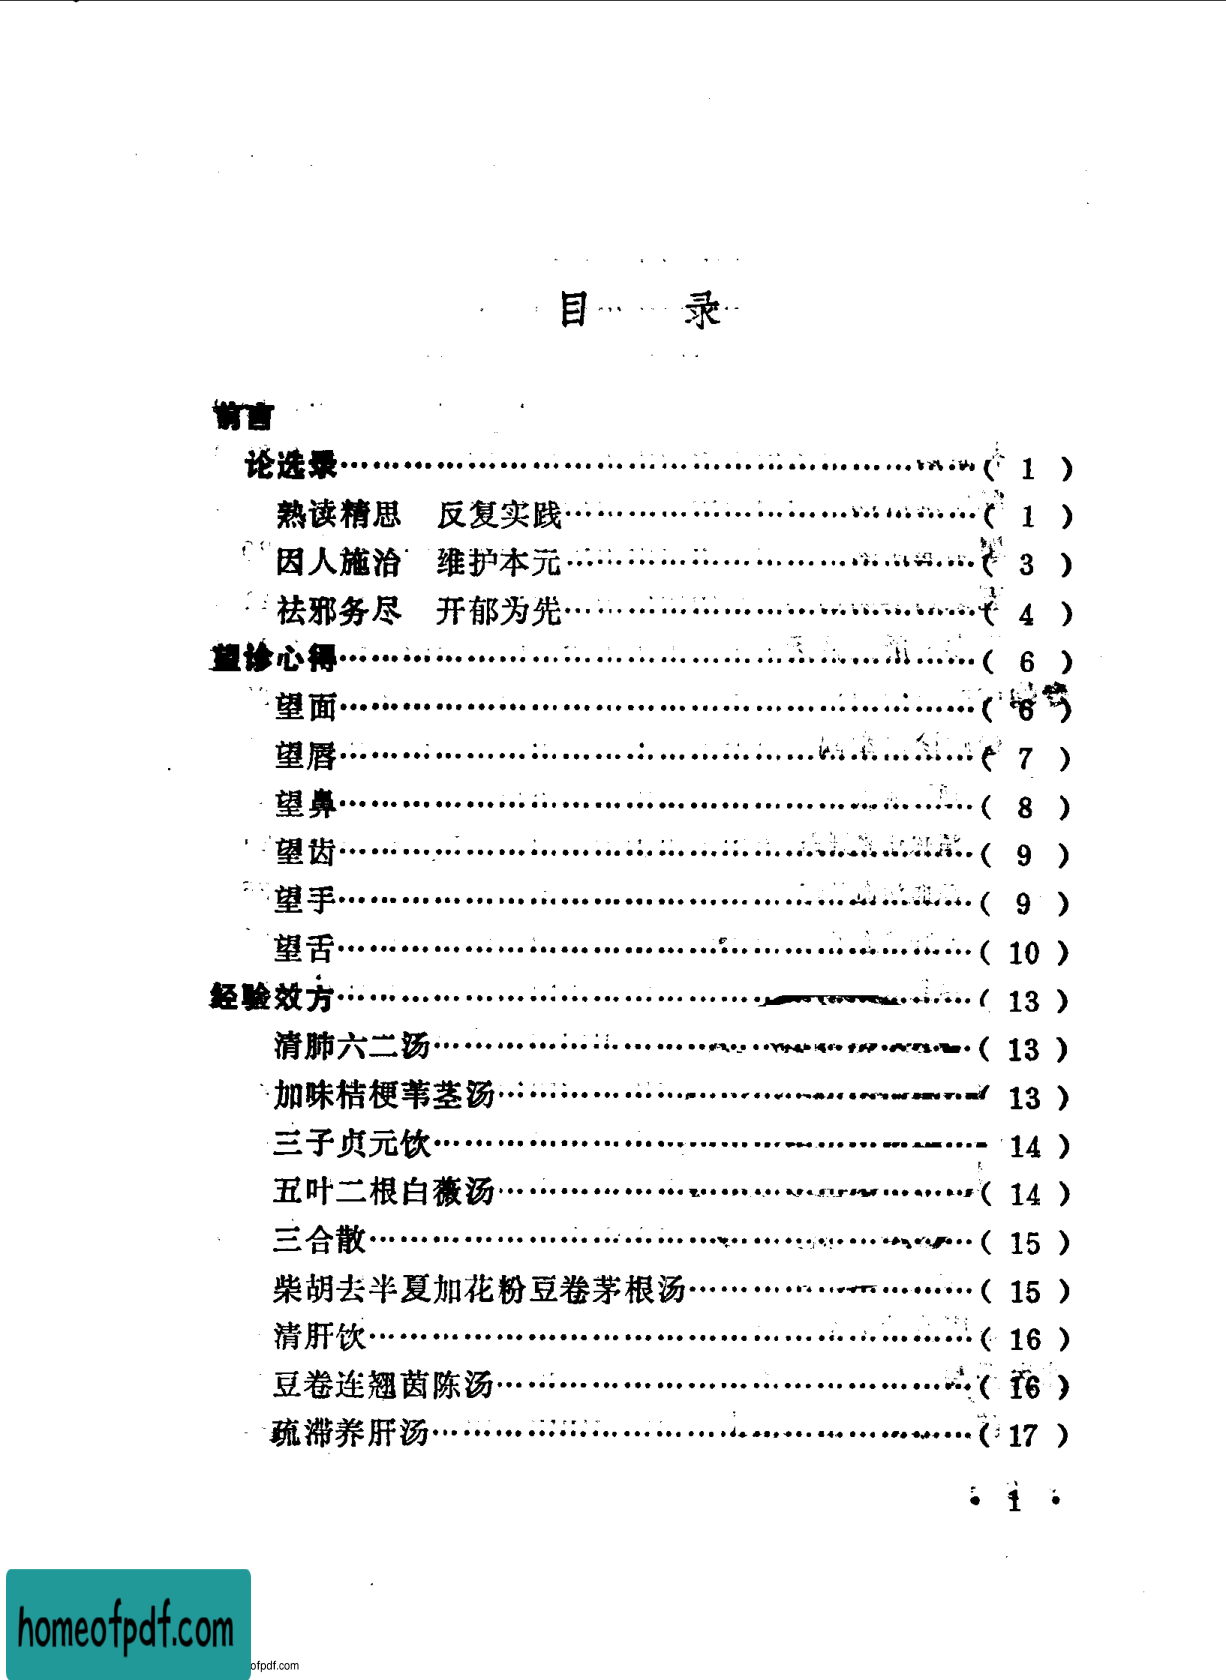 目 录
前言
论选录……( 1 )
熟读精思 反复实践……( 1 )
因人施治 维护本元……( 3 )
祛邪务尽 开郁为先……( 4 )
望诊心得……( 6 )
望面……( 6 )
望唇……( 7 )
望鼻……( 8 )
望齿……( 9 )
望手……( 9 )
望舌……( 10 )
经验效方……( 13 )
清肺六二汤……( 13 )
加味桔梗苇茎汤……( 13 )
三子贞元饮…… 14 )
五叶二根白薇汤……( 14 )
三合散……( 15 )
柴胡去半夏加花粉豆卷茅根汤……( 15 )
清肝饮……( 16 )
豆卷连翘茵陈汤……( 16 )
疏滞养肝汤……( 17 )
• 1 •
homeofpdf.com
ofpdf.com